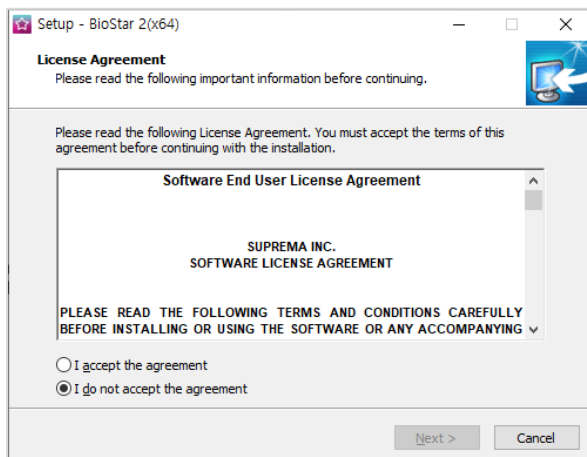 Setup - BioStar 2(x64)
License Agreement
Please read the following important information before continuing.
Please read the following License Agreement. You must accept the terms of this
agreement before continuing with the installation.
Software End User License Agreement
SUPREMA INC.
SOFTWARE LICENSE AGREEMENT
PLEASE READ THE FOLLOWING TERMS AND CONDITIONS CAREFULLY
BEFORE INSTALLING OR USING THE SOFTWARE OR ANY ACCOMPANYING
I accept the agreement
I do not accept the agreement
Next >
Cancel